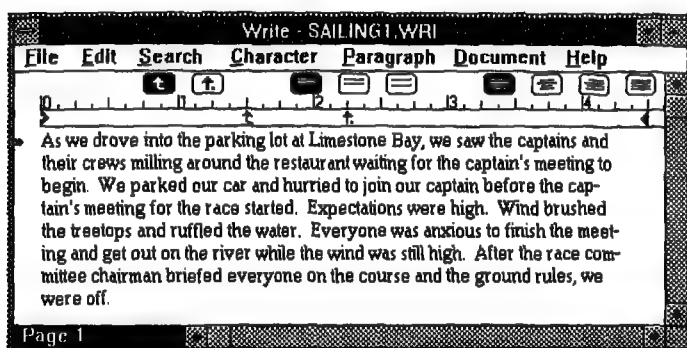 Write - SAILING1.WRI
File Edit Search Character Paragraph Document Help
0 1 2 3 4
As we drove into the parking lot at Limestone Bay, we saw the captains and
their crews milling around the restaurant waiting for the captain's meeting to
begin. We parked our car and hurried to join our captain before the cap-
tain's meeting for the race started. Expectations were high. Wind brushed
the treetops and ruffled the water. Everyone was anxious to finish the meet-
ing and get out on the river while the wind was still high. After the race com-
mittee chairman briefed everyone on the course and the ground rules, we
were off.
Page 1